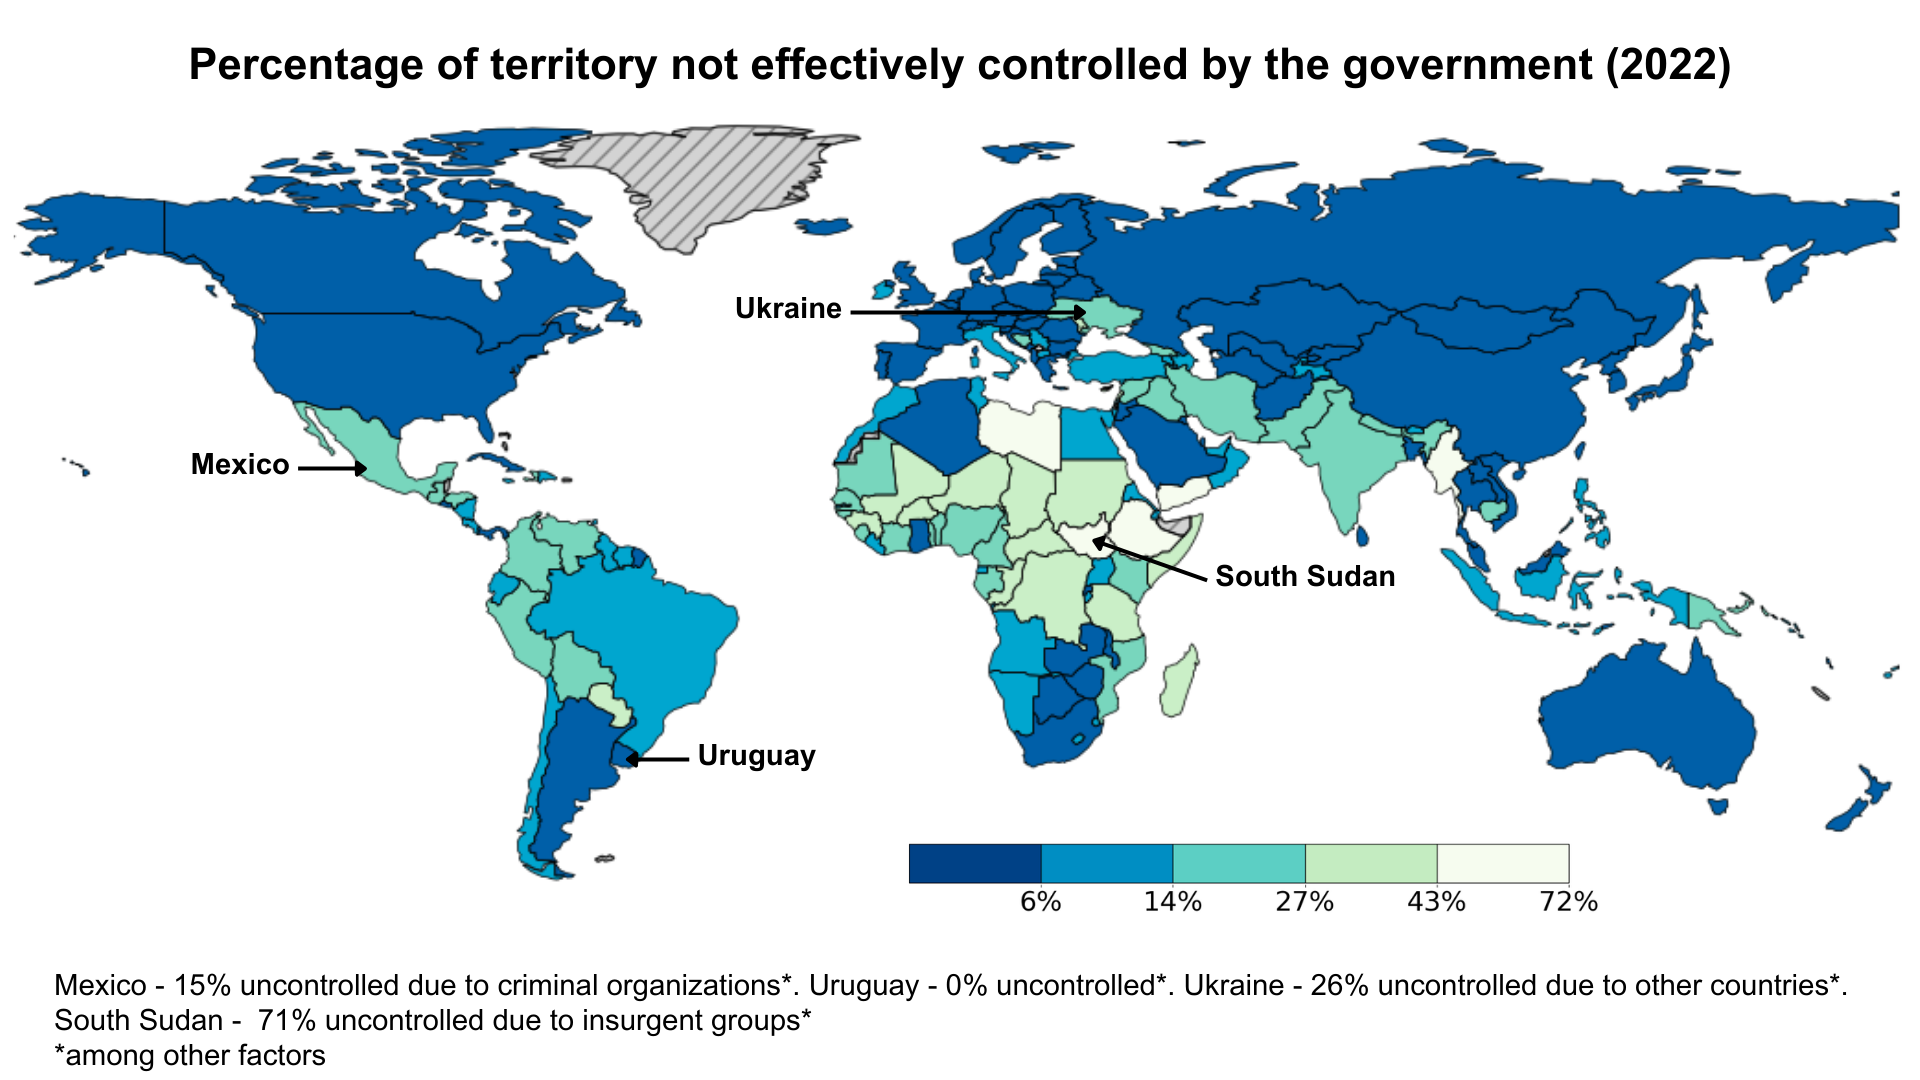 Percentage of territory not effectively controlled by the government (2022)
Ukraine
Mexico
South Sudan
Uruguay
6% 14% 27% 43% 72%
Mexico - 15% uncontrolled due to criminal organizations*. Uruguay - 0% uncontrolled*. Ukraine - 26% uncontrolled due to other countries*.
South Sudan -  71% uncontrolled due to insurgent groups*
*among other factors